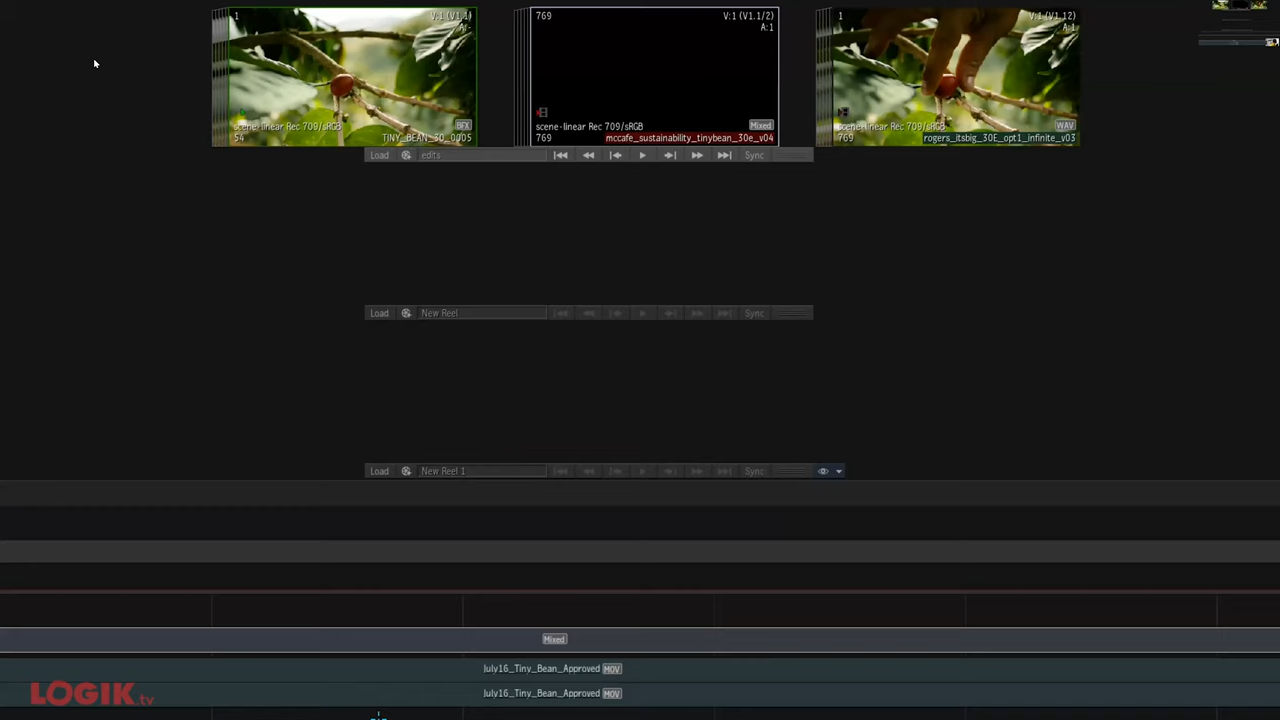 1 V:1 (V1.1)
A:
scene-linear Rec 709/sRGB BFX
54 TINY_BEAN_30_0005
769 V:1 (V1.1/2)
A:1
scene-linear Rec 709/sRGB Mixed
769 mccafe_sustainability_tinybean_30e_v04
1 V:1 (V1.12)
A:1
scene-linear Rec 709/sRGB WAV
769 rogers_itsbig_30E_opt1_infinite_v03
Load edits Sync
Load New Reel Sync
Load New Reel 1 Sync
Mixed
July16_Tiny_Bean_Approved MOV
July16_Tiny_Bean_Approved MOV
LOGIK.tv